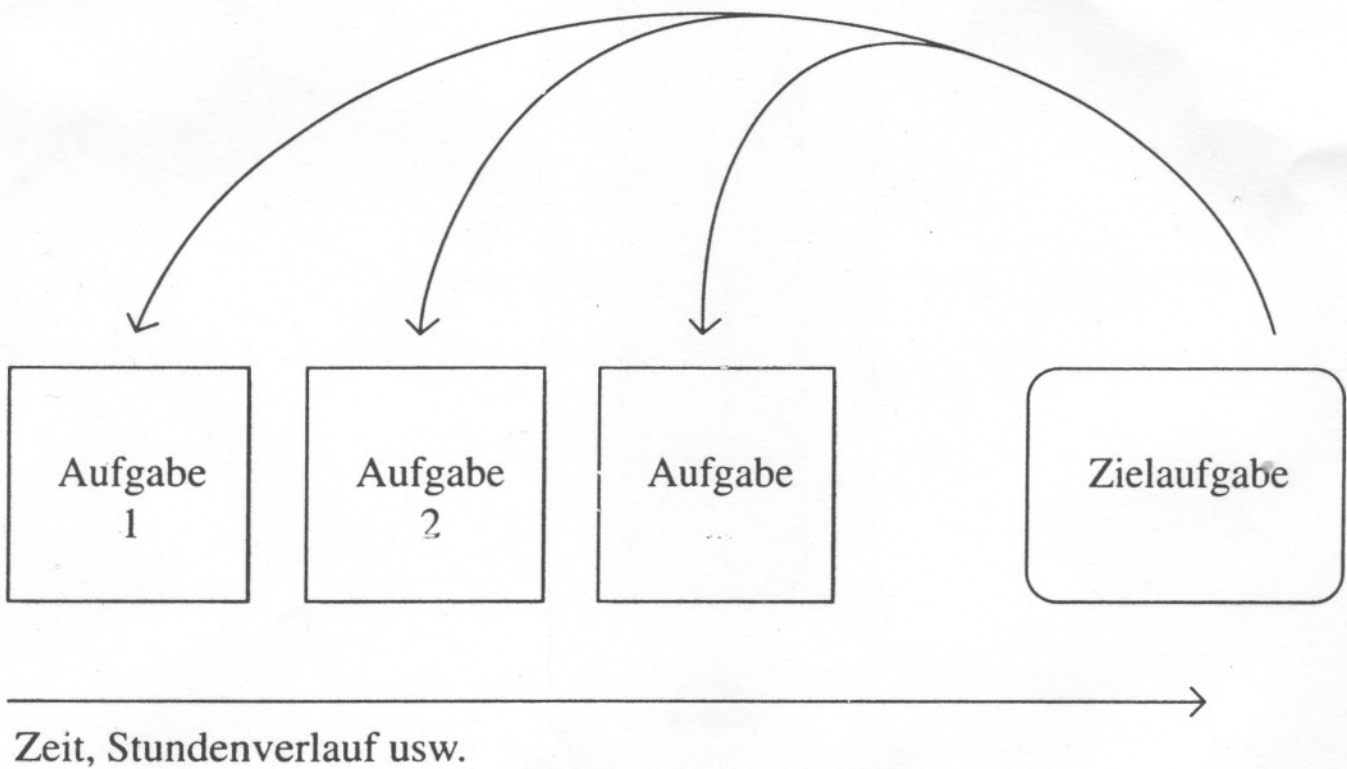 Aufgabe
1
Aufgabe
2
Aufgabe
...
Zielaufgabe
Zeit, Stundenverlauf usw.